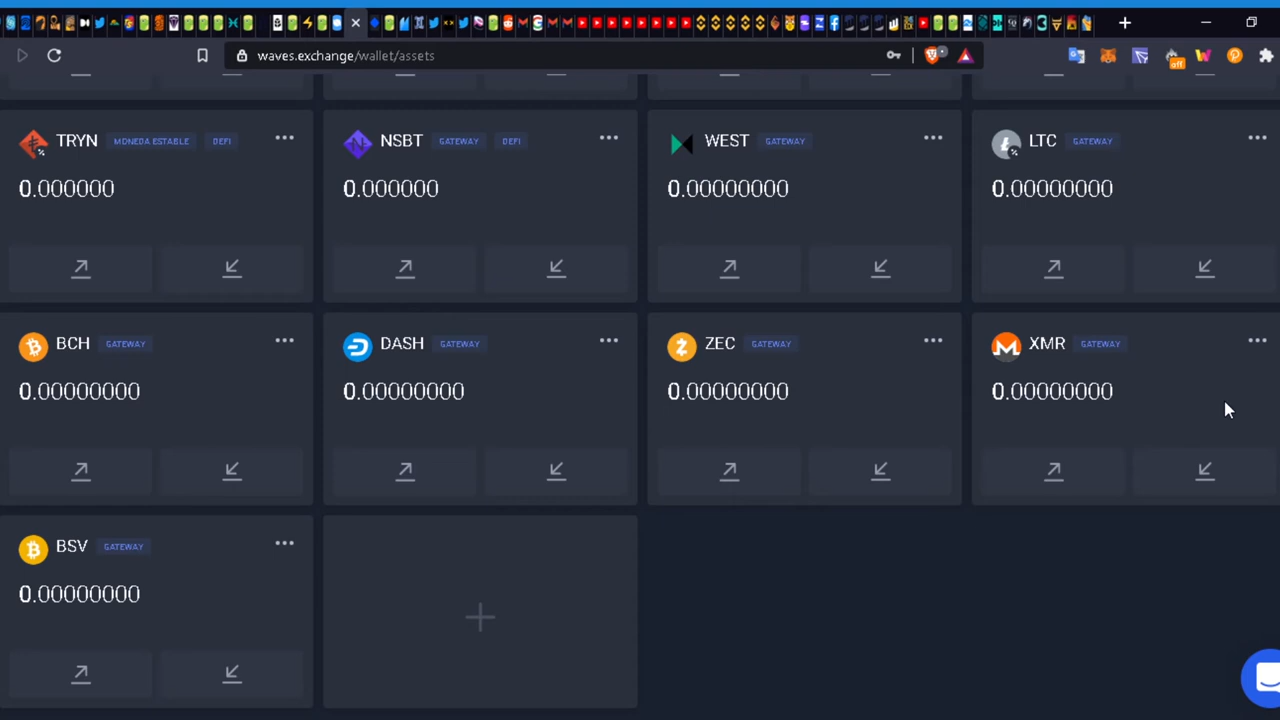 waves.exchange/wallet/assets
off
TRYN MONEDA ESTABLE DEFI
0.000000
NSBT GATEWAY DEFI
0.000000
WEST GATEWAY
0.00000000
LTC GATEWAY
0.00000000
BCH GATEWAY
0.00000000
DASH GATEWAY
0.00000000
ZEC GATEWAY
0.00000000
XMR GATEWAY
0.00000000
BSV GATEWAY
0.00000000